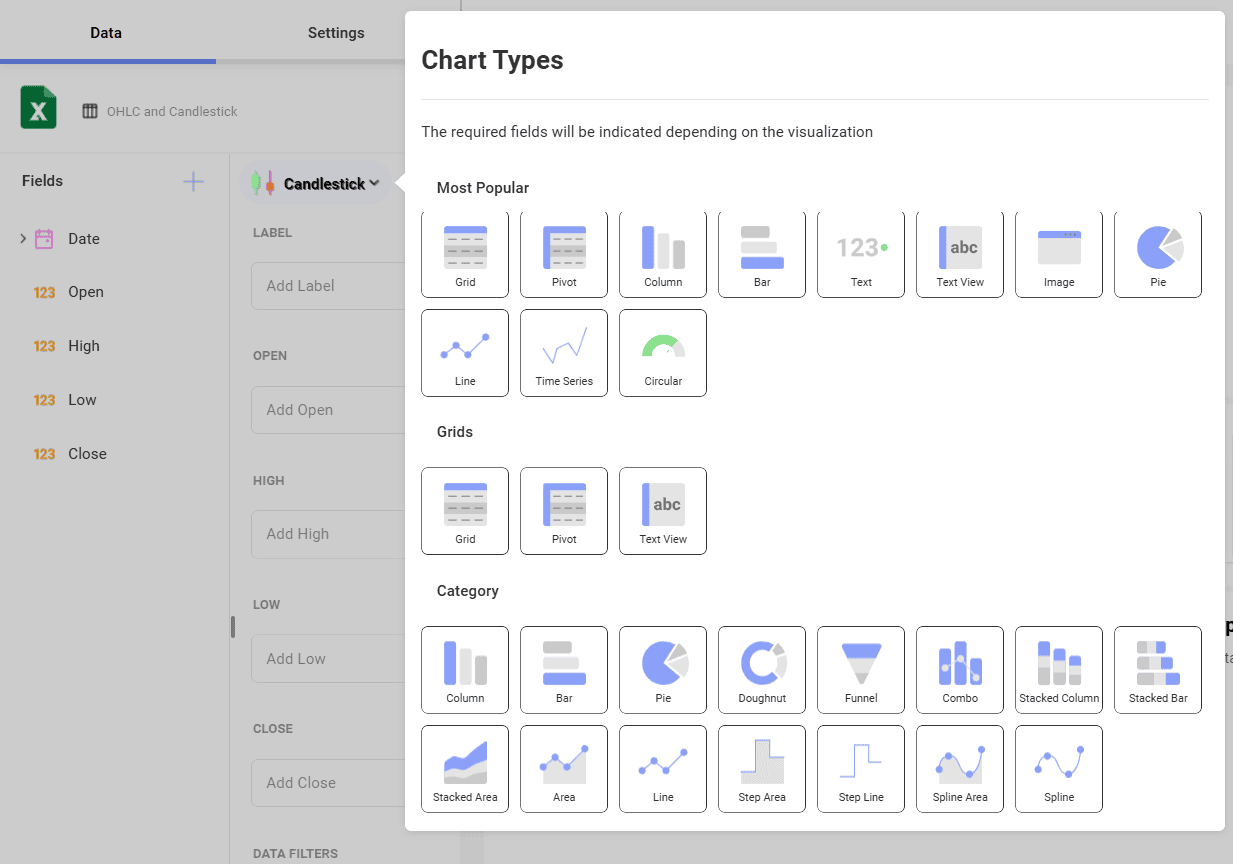 Data
Settings
X
OHLC and Candlestick
Fields
Date
123 Open
123 High
123 Low
123 Close
Candlestick
LABEL
Add Label
OPEN
Add Open
HIGH
Add High
LOW
Add Low
CLOSE
Add Close
DATA FILTERS
Chart Types
The required fields will be indicated depending on the visualization
Most Popular
Grid
Pivot
Column
Bar
123
Text
abc
Text View
Image
Pie
Line
Time Series
Circular
Grids
Grid
Pivot
abc
Text View
Category
Column
Bar
Pie
Doughnut
Funnel
Combo
Stacked Column
Stacked Bar
Stacked Area
Area
Line
Step Area
Step Line
Spline Area
Spline